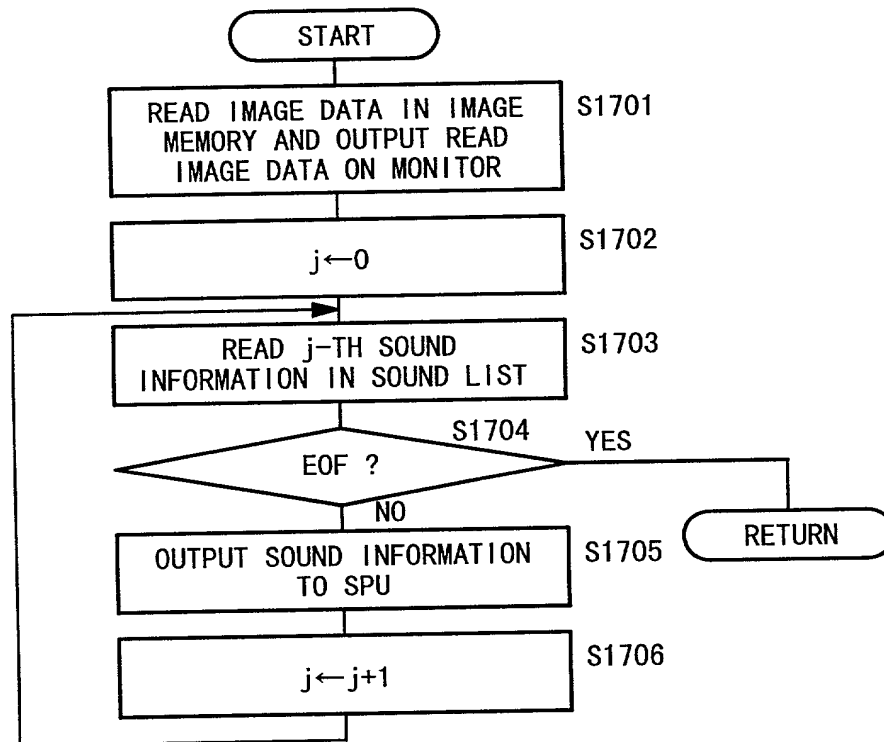 START
READ IMAGE DATA IN IMAGE
MEMORY AND OUTPUT READ
IMAGE DATA ON MONITOR
S1701
j←0
S1702
READ j-TH SOUND
INFORMATION IN SOUND LIST
S1703
S1704
EOF ?
YES
NO
RETURN
OUTPUT SOUND INFORMATION
TO SPU
S1705
j←j+1
S1706